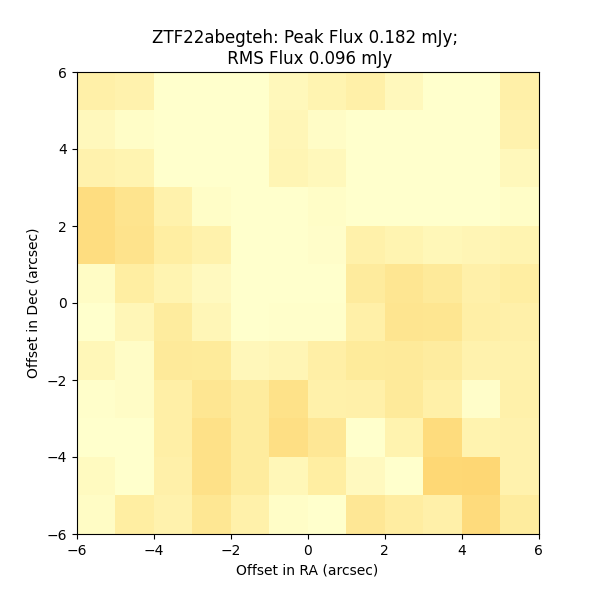 ZTF22abegteh: Peak Flux 0.182 mJy;
RMS Flux 0.096 mJy
6
4
2
0
−2
−4
−6
Offset in Dec (arcsec)
−6 −4 −2 0 2 4 6
Offset in RA (arcsec)